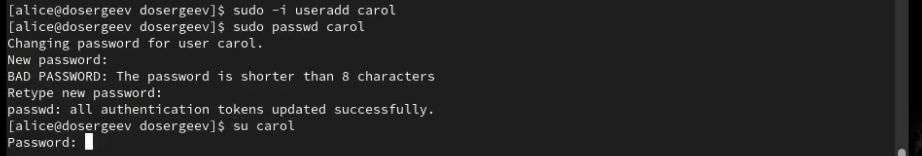 [alice@dosergeev dosergeev]$ sudo -i useradd carol
[alice@dosergeev dosergeev]$ sudo passwd carol
Changing password for user carol.
New password:
BAD PASSWORD: The password is shorter than 8 characters
Retype new password:
passwd: all authentication tokens updated successfully.
[alice@dosergeev dosergeev]$ su carol
Password: